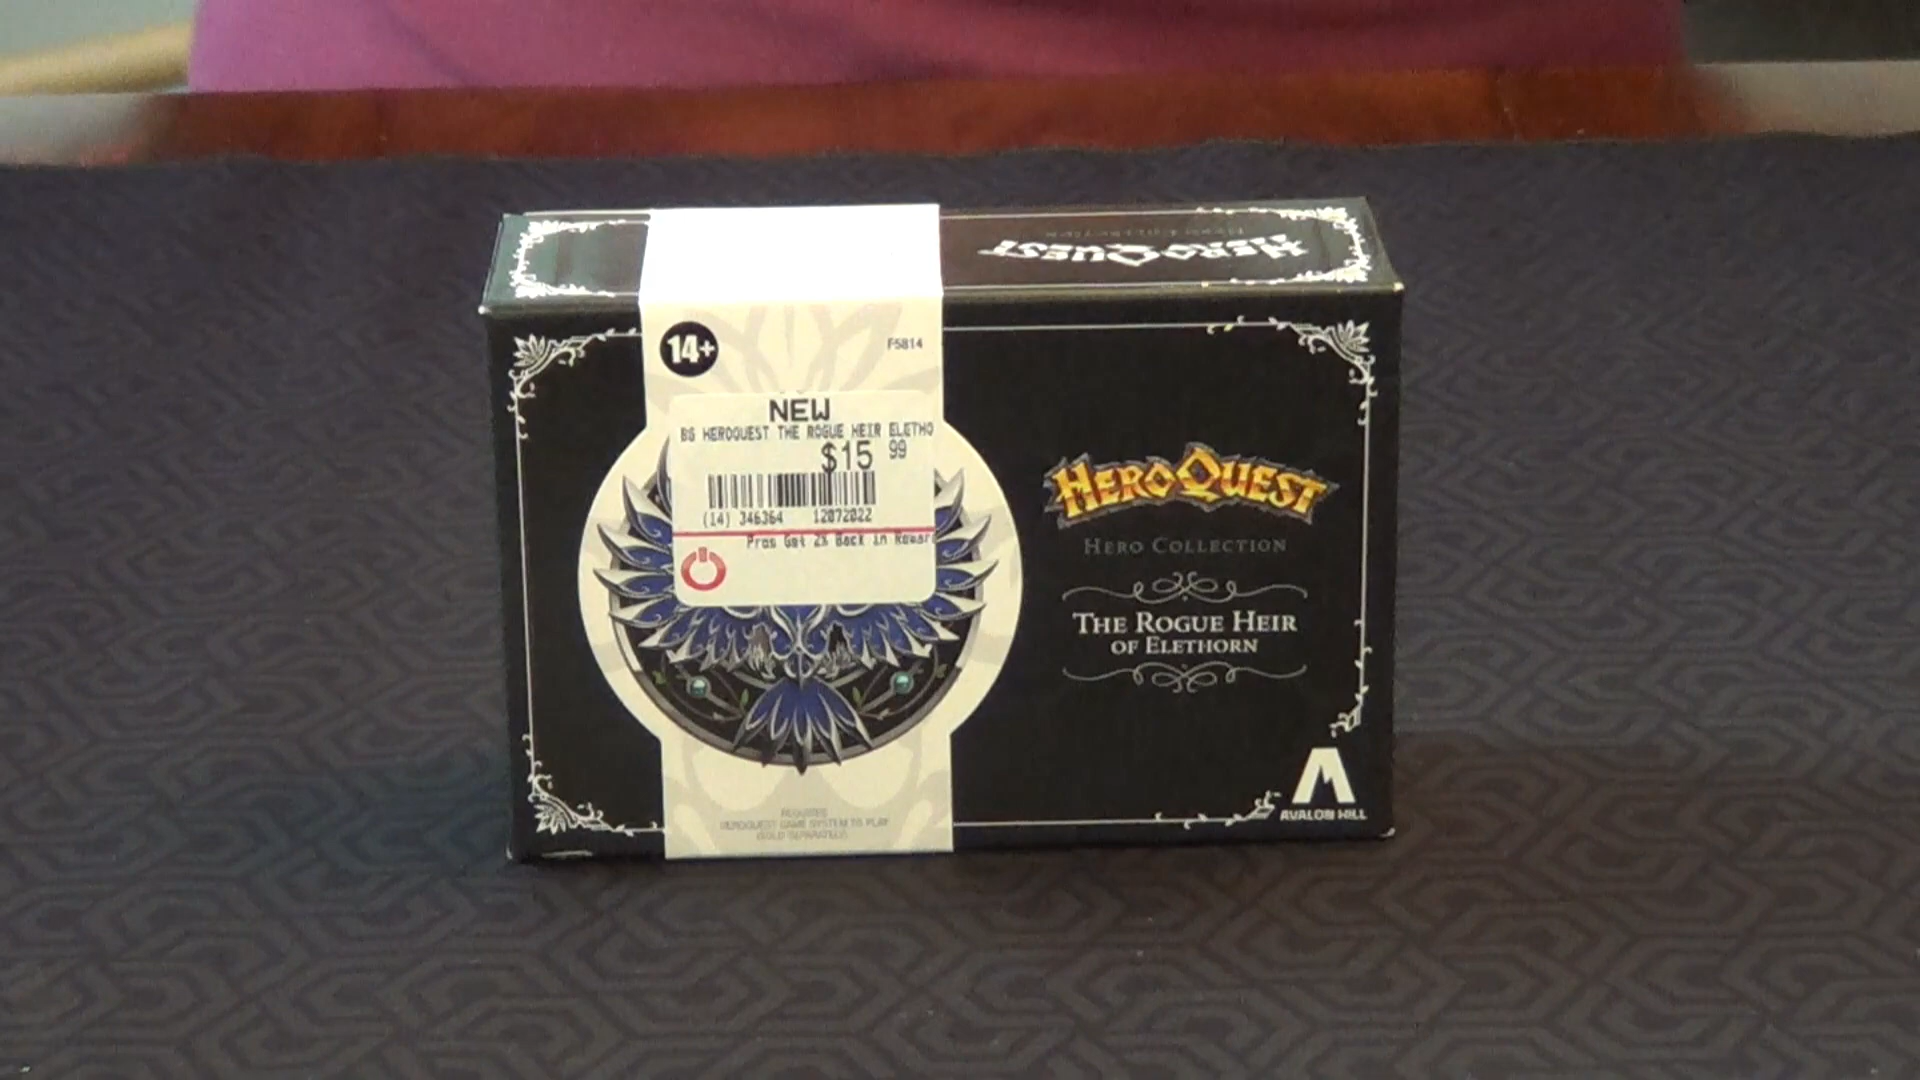 HEROQUEST
HERO COLLECTION
14+
F5814
NEW
BG HEROQUEST THE ROGUE HEIR ELETHO
$15 99
(14) 346364 12072022
Pros Get 2% Back in Rewar
HEROQUEST
HERO COLLECTION
THE ROGUE HEIR
OF ELETHORN
AVALON HILL
REQUIRES
HEROQUEST GAME SYSTEM TO PLAY
(SOLD SEPARATELY)